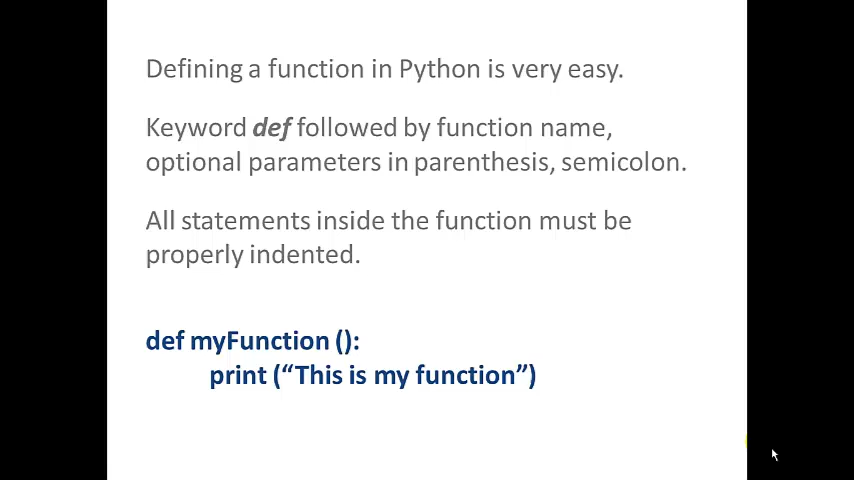 Defining a function in Python is very easy.
Keyword def followed by function name,
optional parameters in parenthesis, semicolon.
All statements inside the function must be
properly indented.
def myFunction ():
print (“This is my function”)